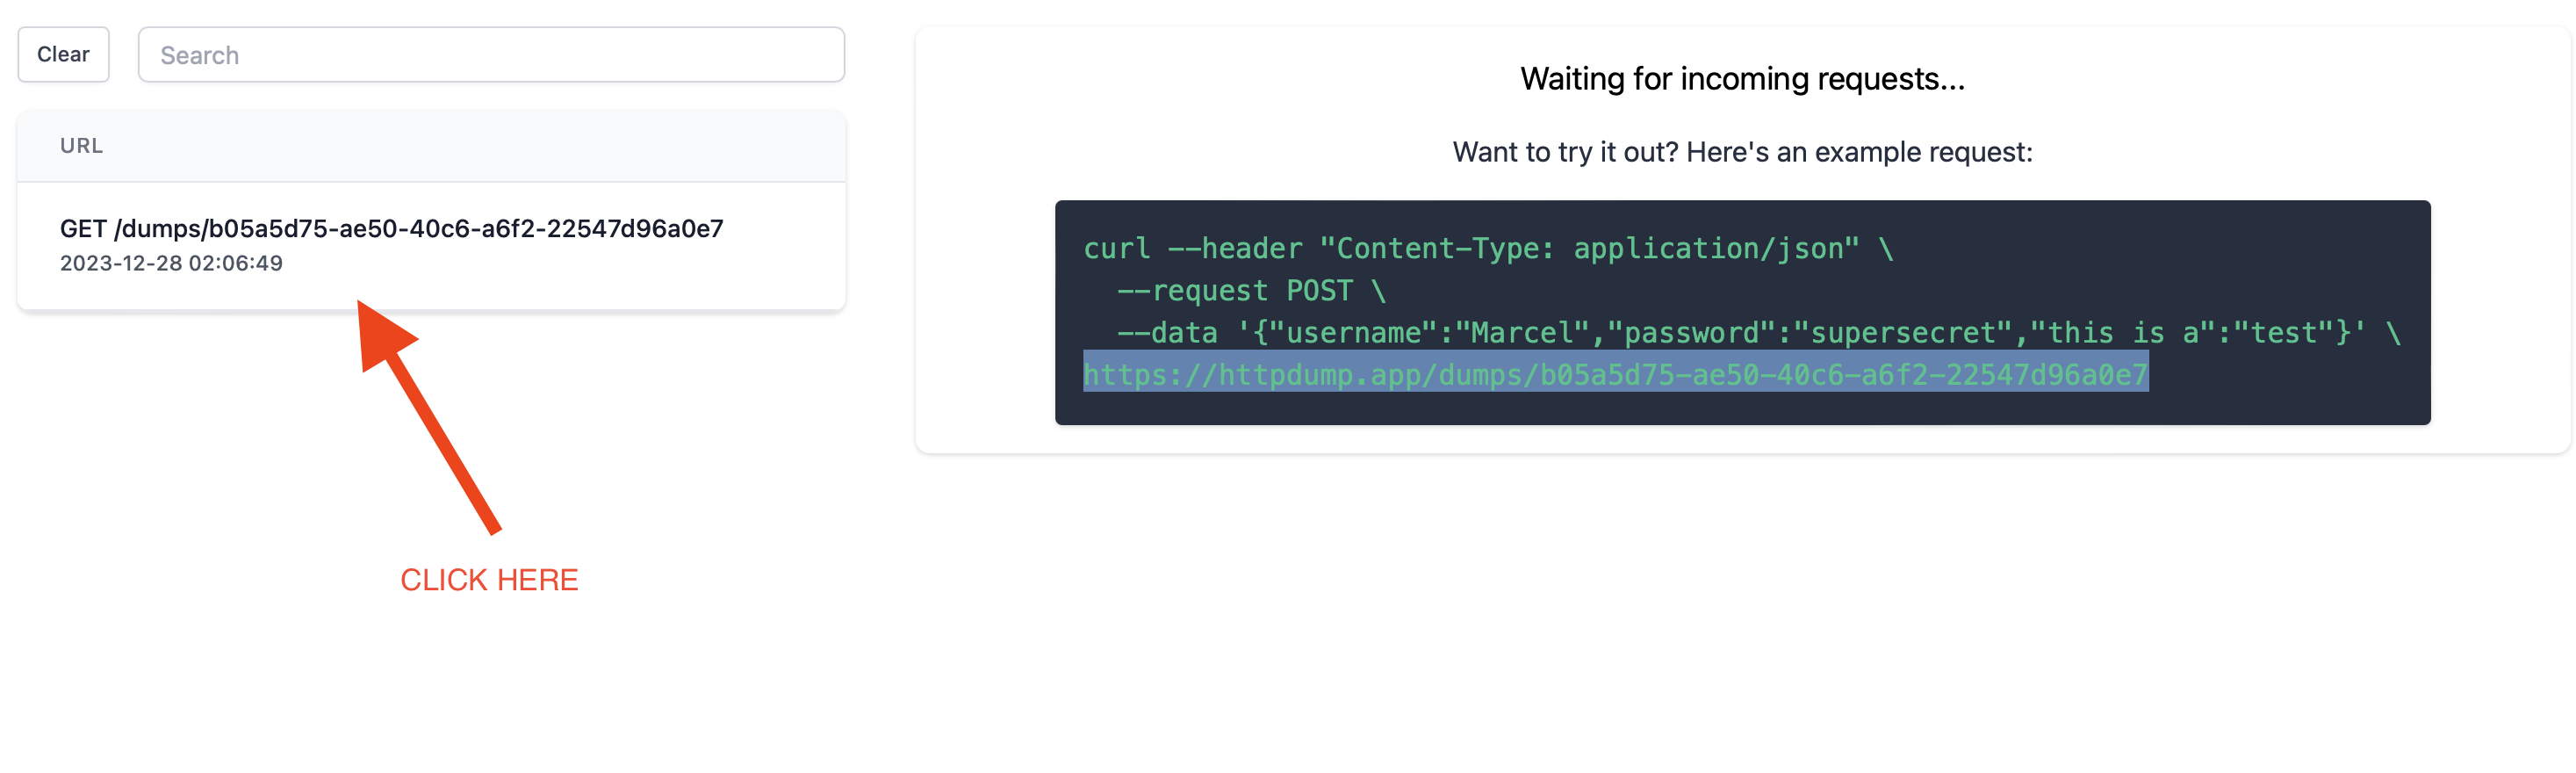 Clear
Search
URL
GET /dumps/b05a5d75-ae50-40c6-a6f2-22547d96a0e7
2023-12-28 02:06:49
CLICK HERE
Waiting for incoming requests...
Want to try it out? Here's an example request:
curl --header "Content-Type: application/json" \
  --request POST \
  --data '{"username":"Marcel","password":"supersecret","this is a":"test"}' \
https://httpdump.app/dumps/b05a5d75-ae50-40c6-a6f2-22547d96a0e7